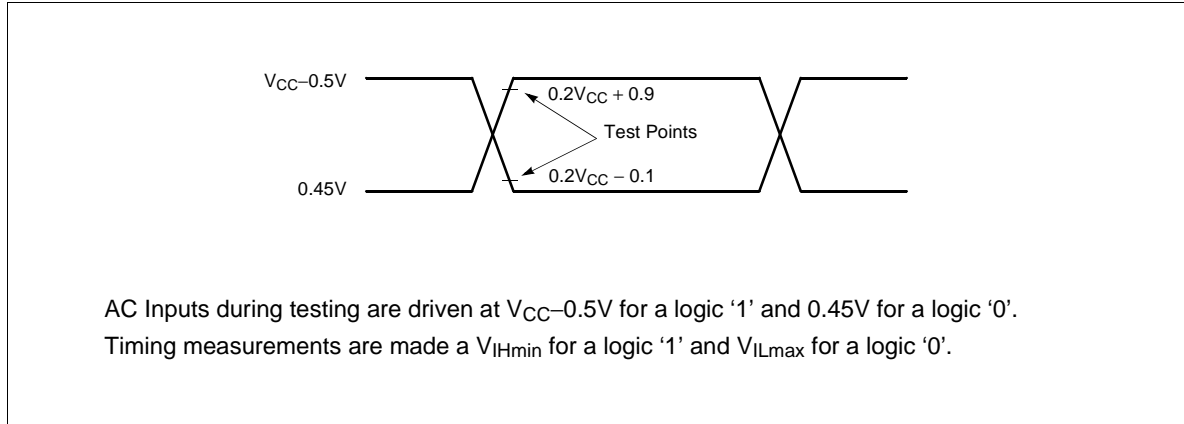 VCC−0.5V
0.2VCC + 0.9
Test Points
0.2VCC − 0.1
0.45V
AC Inputs during testing are driven at VCC−0.5V for a logic ‘1’ and 0.45V for a logic ‘0’.
Timing measurements are made a VIHmin for a logic ‘1’ and VILmax for a logic ‘0’.